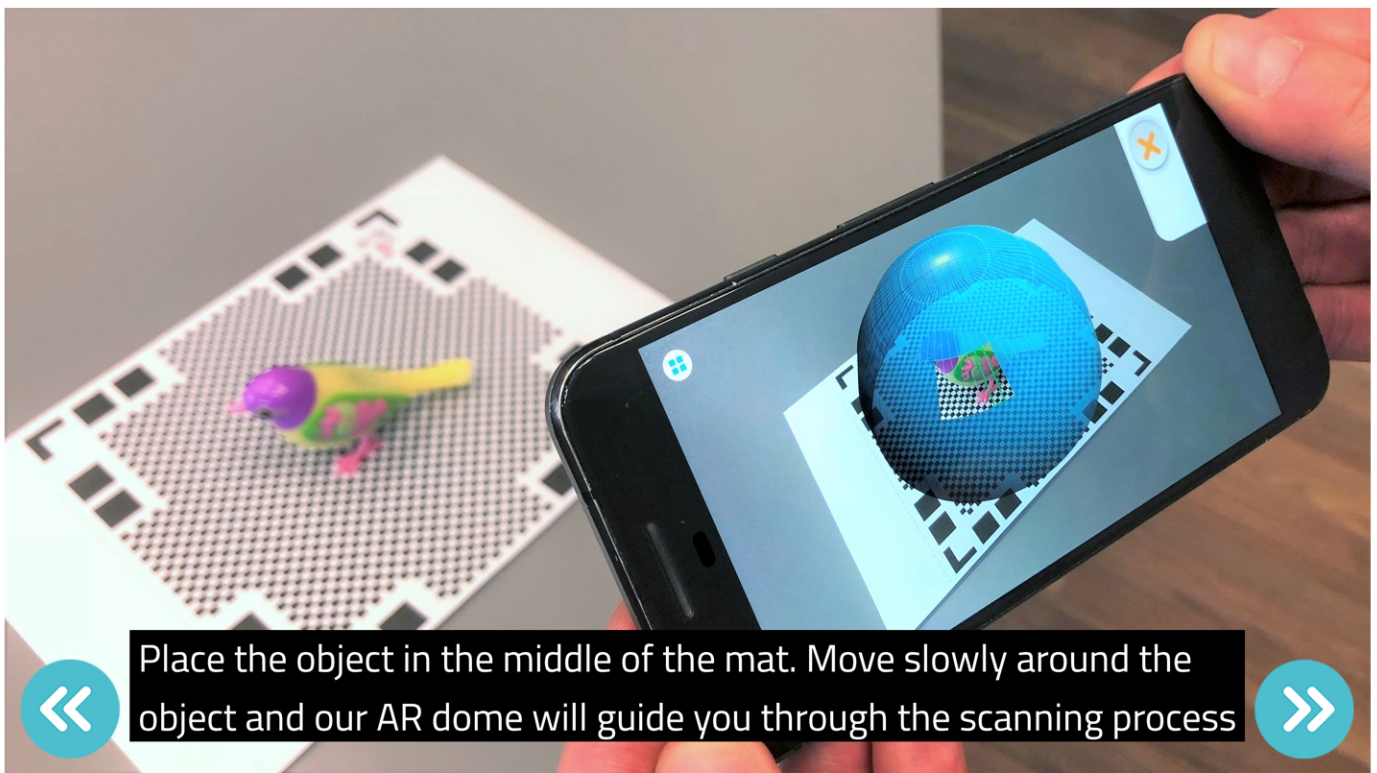 Place the object in the middle of the mat. Move slowly around the
object and our AR dome will guide you through the scanning process